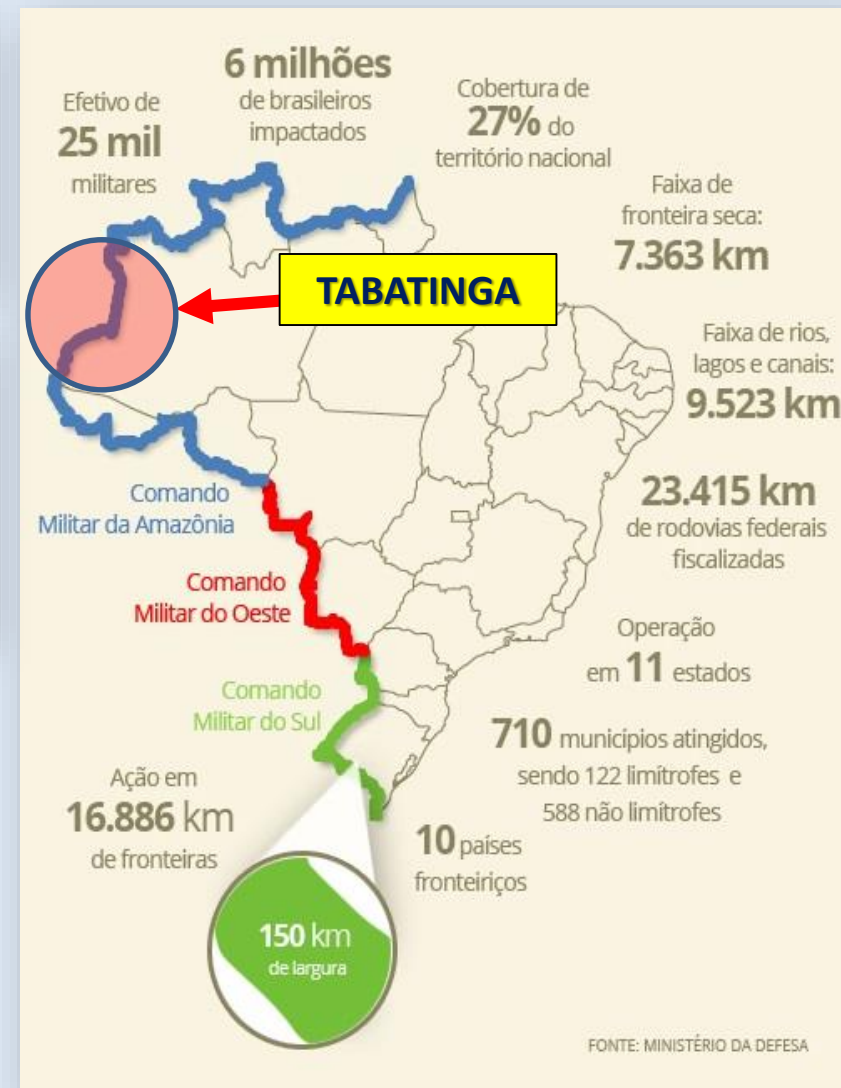 6 milhões
de brasileiros
impactados
Efetivo de
25 mil
militares
Cobertura de
27% do
território nacional
Faixa de
fronteira seca:
7.363 km
TABATINGA
Faixa de rios,
lagos e canais:
9.523 km
23.415 km
de rodovias federais
fiscalizadas
Comando
Militar da Amazônia
Comando
Militar do Oeste
Operação
em 11 estados
Comando
Militar do Sul
710 municipios atingidos,
sendo 122 limítrofes e
588 não limítrofes
Ação em
16.886 km
de fronteiras
10 países
fronteiriços
150 km
de largura
FONTE: MINISTÉRIO DA DEFESA